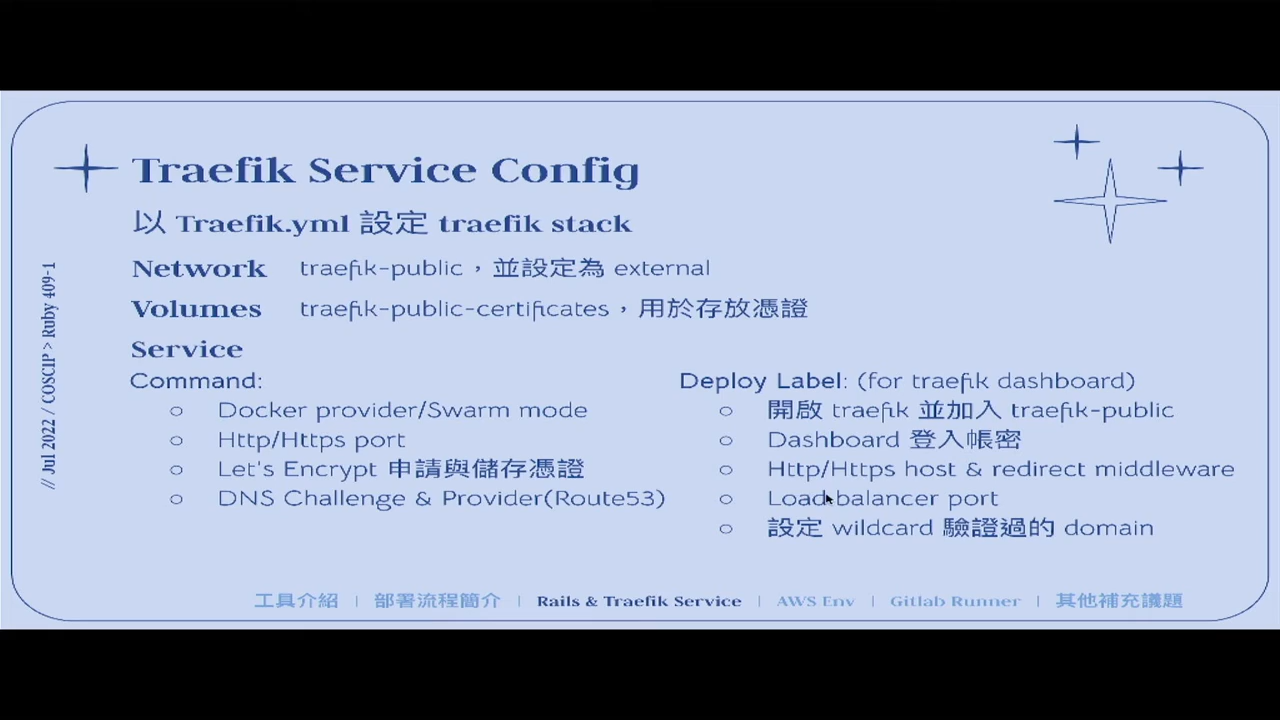 Traefik Service Config
以 Traefik.yml 設定 traefik stack
Network traefik-public，並設定為 external
Volumes traefik-public-certificates，用於存放憑證
Service
Command:
○ Docker provider/Swarm mode
○ Http/Https port
○ Let's Encrypt 申請與儲存憑證
○ DNS Challenge & Provider(Route53)
Deploy Label: (for traefik dashboard)
○ 開啟 traefik 並加入 traefik-public
○ Dashboard 登入帳密
○ Http/Https host & redirect middleware
○ Load-balancer port
○ 設定 wildcard 驗證過的 domain
// Jul 2022 / COSCIP > Ruby 409-1
工具介紹 | 部署流程簡介 | Rails & Traefik Service | AWS Env | Gitlab Runner | 其他補充議題